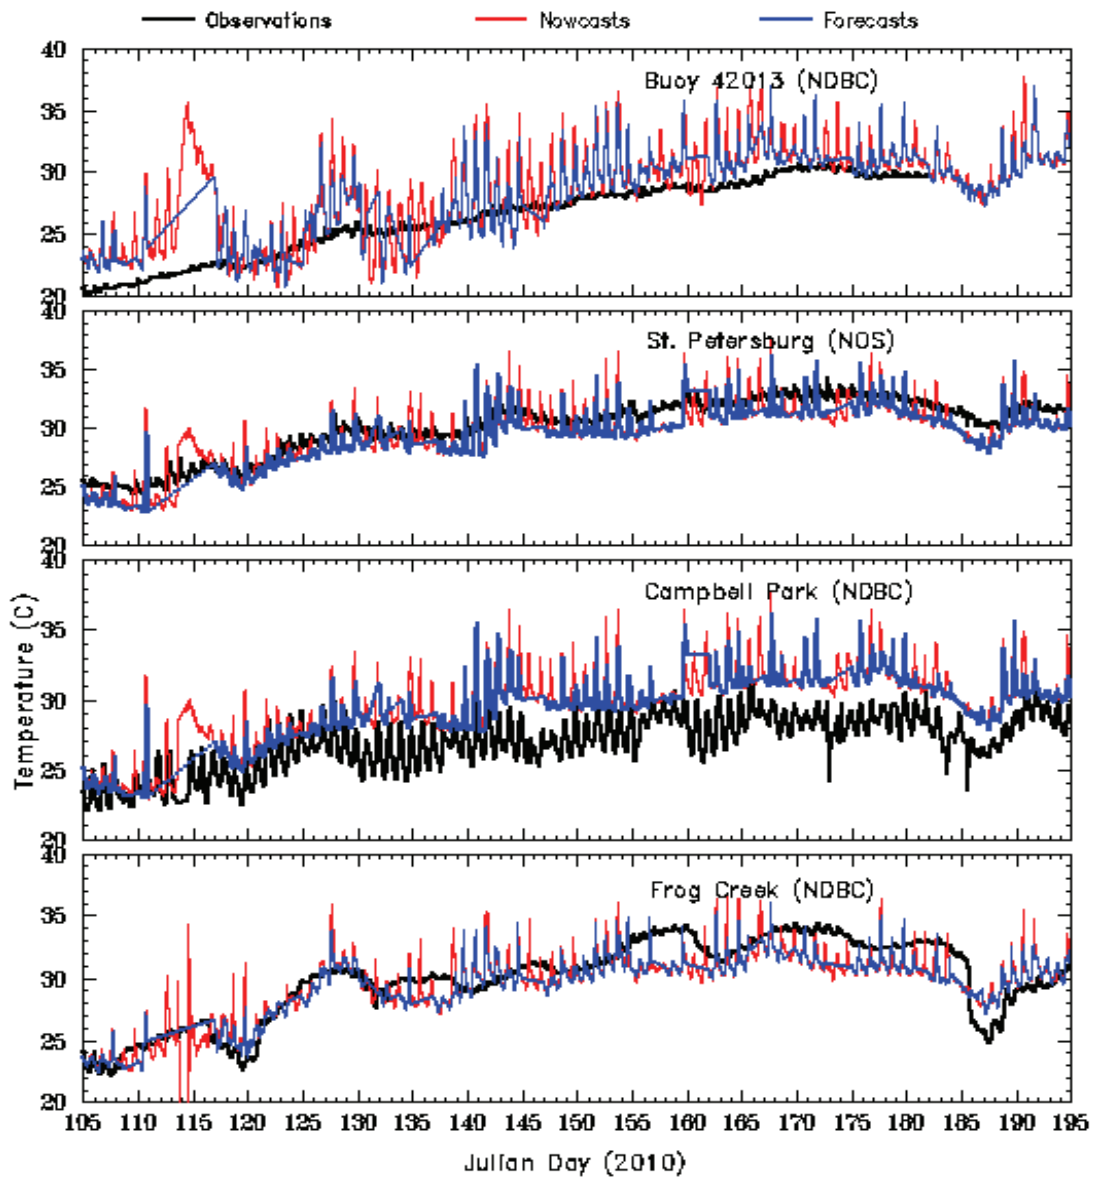 Observations Nowcasts Forecasts
40
Buoy 42013 (NDBC)
35
30
25
20
40
St. Petersburg (NOS)
35
30
25
20
40
Campbell Park (NDBC)
35
30
25
20
40
Frog Creek (NDBC)
35
30
25
20
Temperature (C)
105 110 115 120 125 130 135 140 145 150 155 160 165 170 175 180 185 190 195
Julian Day (2010)